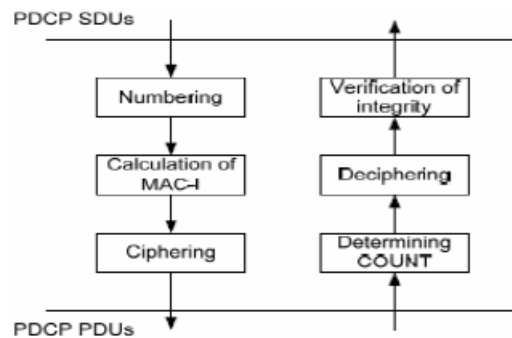 PDCP SDUs
Numbering
Calculation of
MAC-I
Ciphering
Verification of
integrity
Deciphering
Determining
COUNT
PDCP PDUs